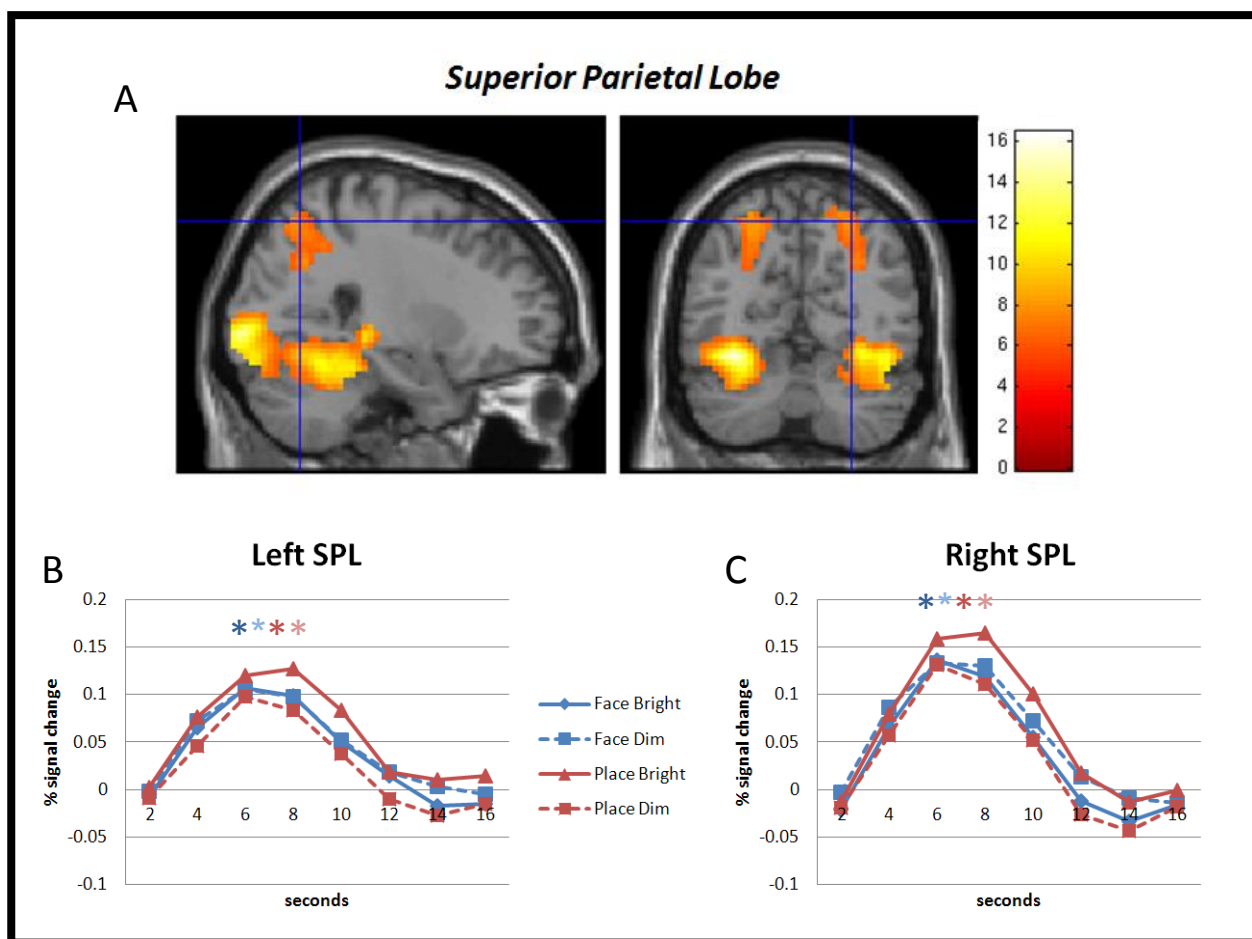 Superior Parietal Lobe
A
16
14
12
10
8
6
4
2
0
B
Left SPL
0.2
0.15
0.1
0.05
0
-0.05
-0.1
% signal change
* * * *
2 4 6 8 10 12 14 16
seconds
Face Bright
Face Dim
Place Bright
Place Dim
C
Right SPL
0.2
0.15
0.1
0.05
0
-0.05
-0.1
% signal change
* * * *
2 4 6 8 10 12 14 16
seconds